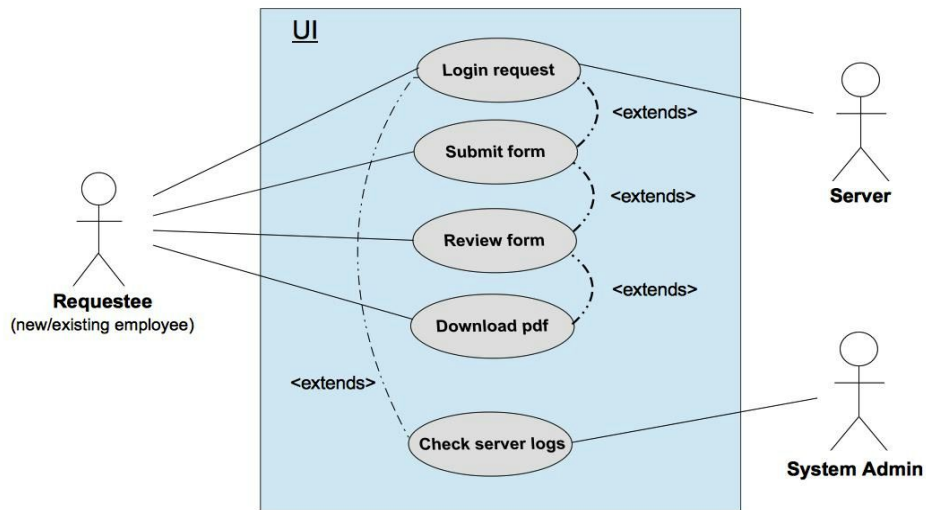 UI
Login request
<extends>
Submit form
Server
<extends>
Review form
Requestee
(new/existing employee)
<extends>
Download pdf
<extends>
Check server logs
System Admin